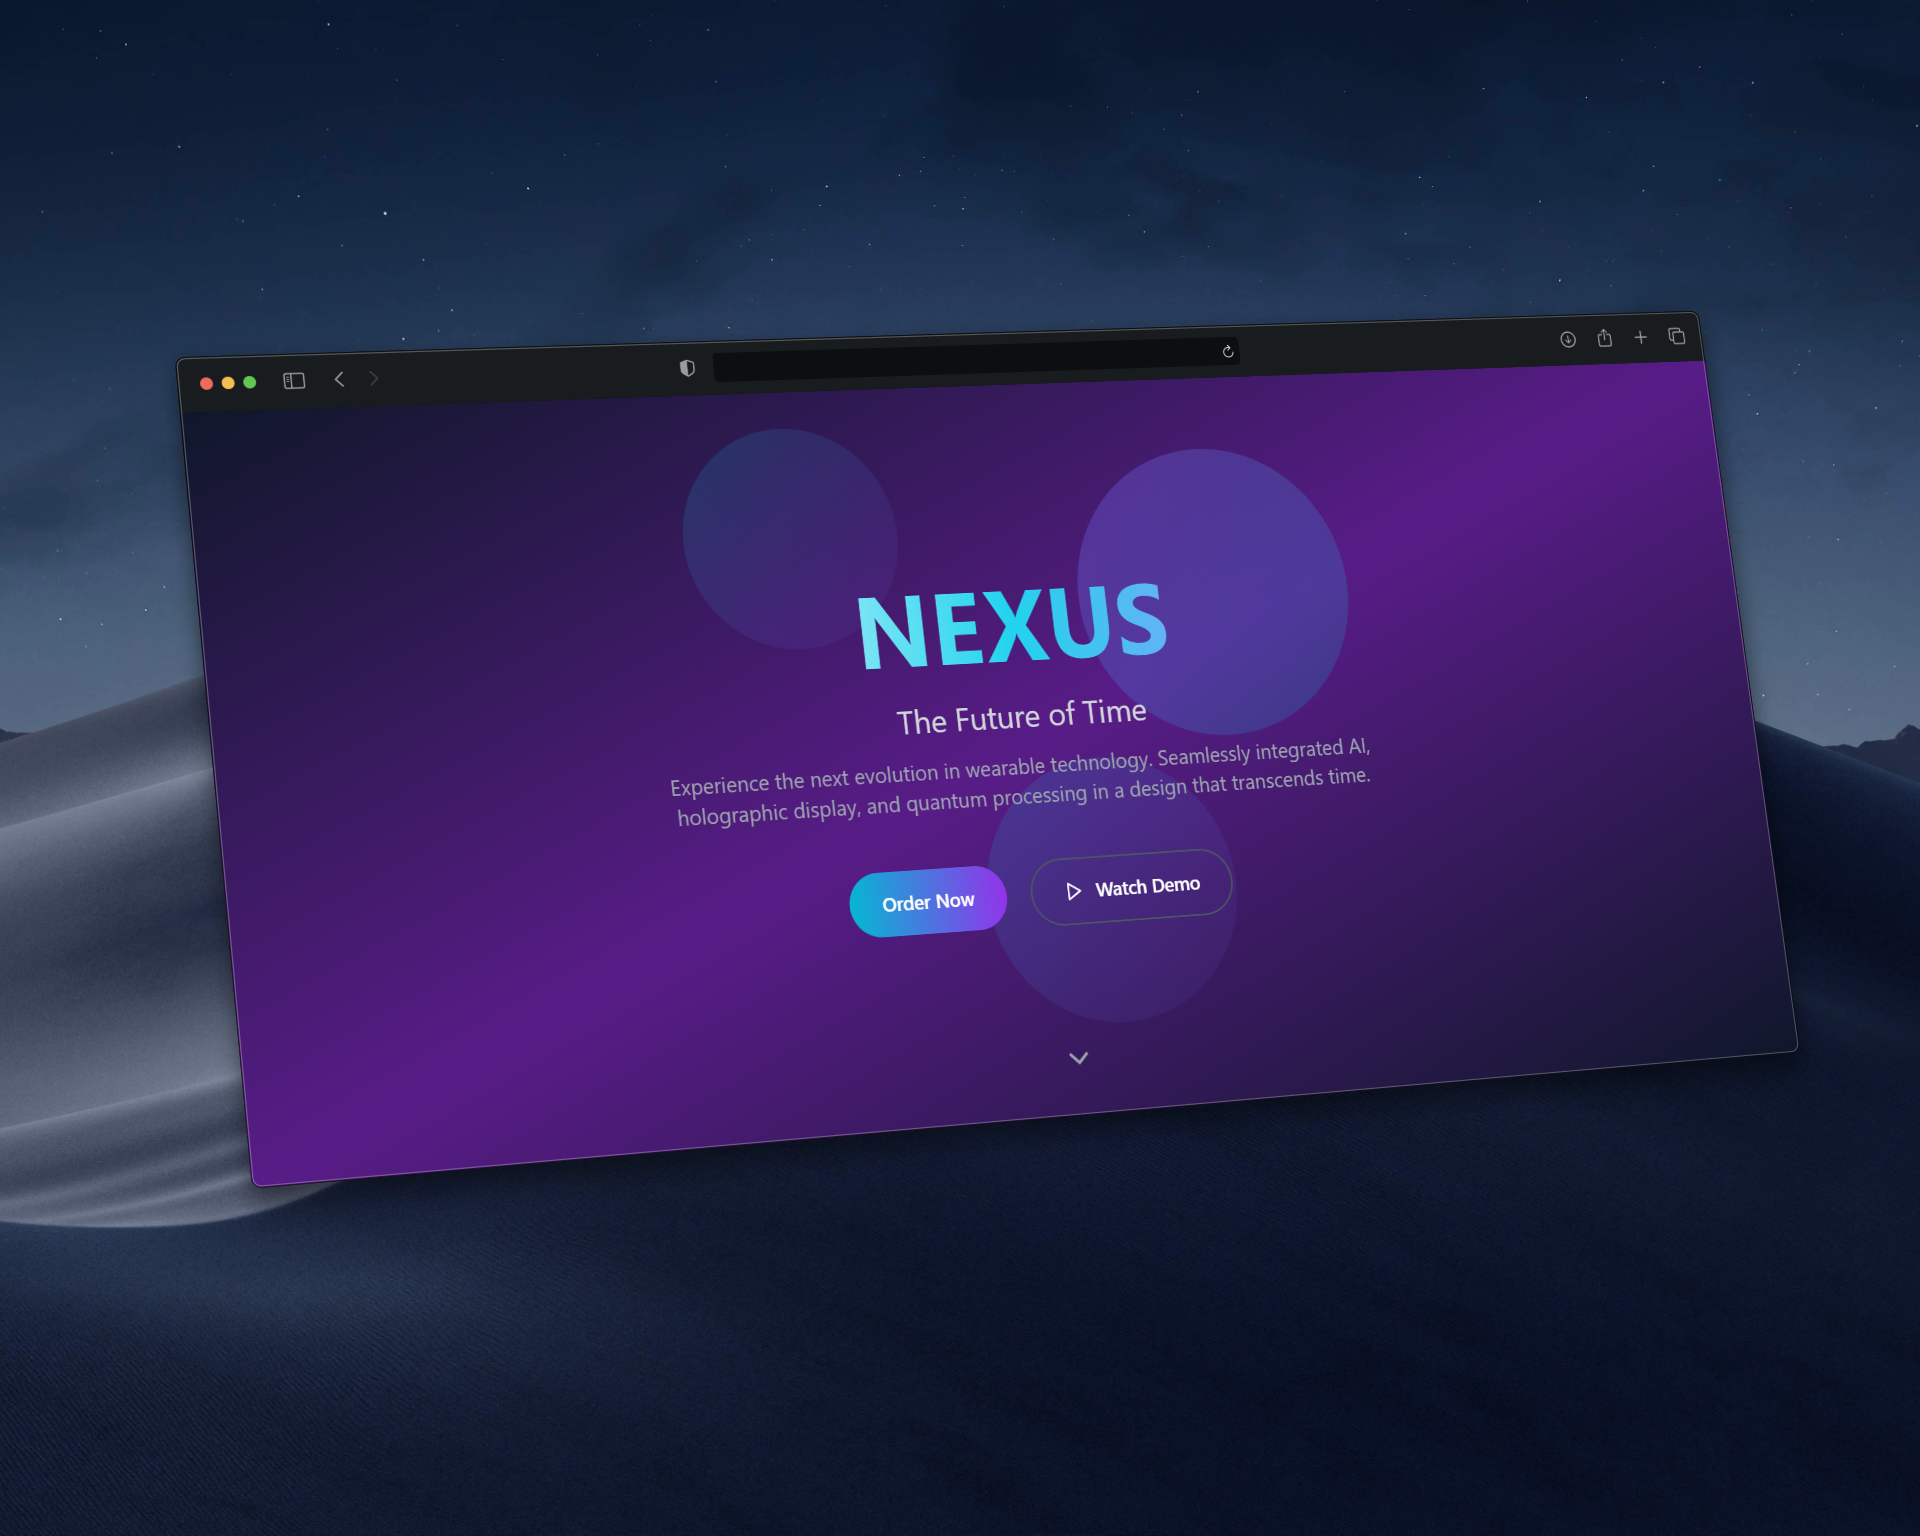 NEXUS
The Future of Time
Experience the next evolution in wearable technology. Seamlessly integrated AI,
holographic display, and quantum processing in a design that transcends time.
Order Now
Watch Demo